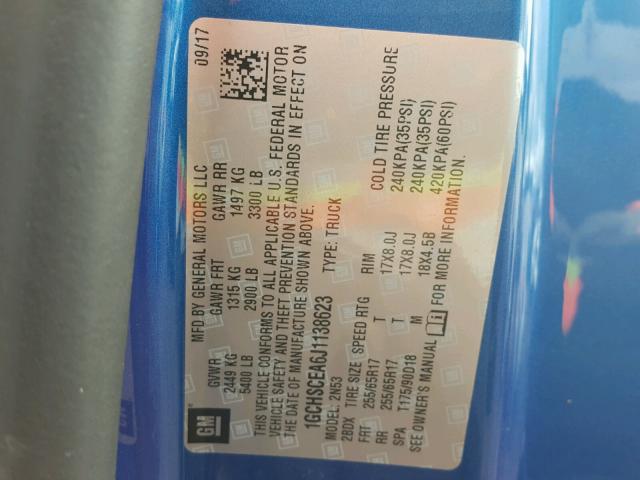 GM
MFD BY GENERAL MOTORS LLC 09/17
GVWR GAWR FRT GAWR RR
2449 KG 1315 KG 1497 KG
5400 LB 2900 LB 3300 LB
THIS VEHICLE CONFORMS TO ALL APPLICABLE U.S. FEDERAL MOTOR
VEHICLE SAFETY AND THEFT PREVENTION STANDARDS IN EFFECT ON
THE DATE OF MANUFACTURE SHOWN ABOVE.
1GCHSCEA6J1138623 TYPE: TRUCK
MODEL: 2N53
2BDX TIRE SIZE SPEED RTG RIM COLD TIRE PRESSURE
FRT 255/65R17 T 17X8.0J 240KPA(35PSI)
RR 255/65R17 T 17X8.0J 240KPA(35PSI)
SPA T175/90D18 M 18X4.5B 420KPA(60PSI)
SEE OWNER'S MANUAL FOR MORE INFORMATION.